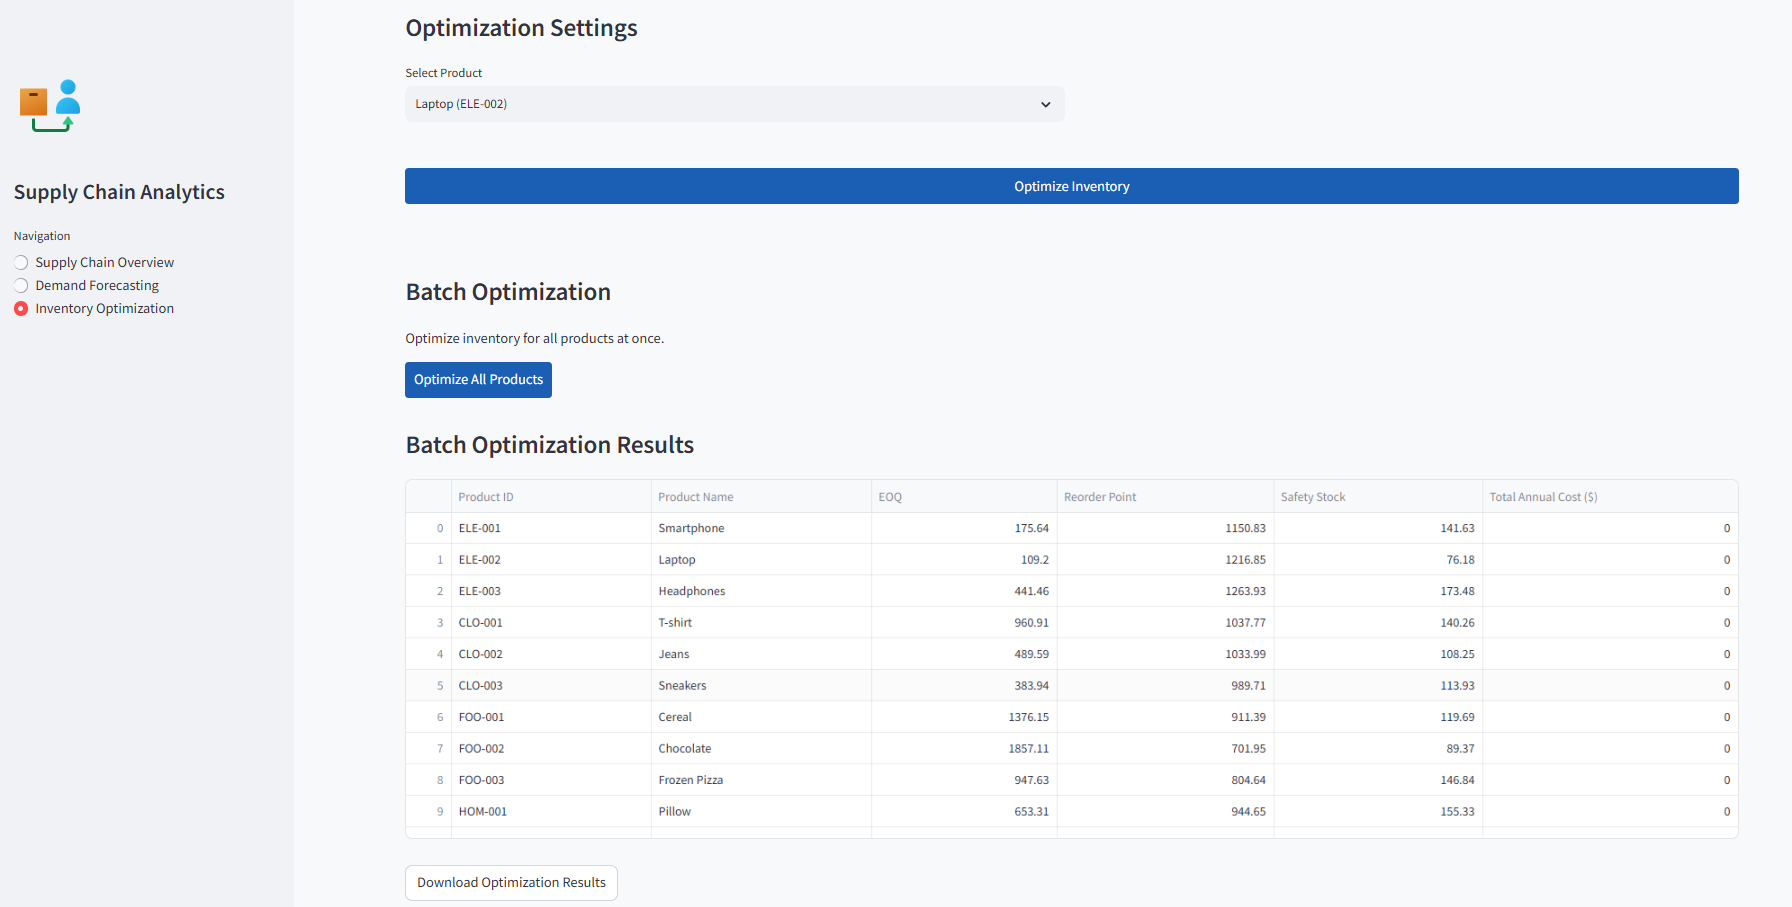 Supply Chain Analytics
Navigation
Supply Chain Overview
Demand Forecasting
Inventory Optimization
Optimization Settings
Select Product
Laptop (ELE-002)
Optimize Inventory
Batch Optimization
Optimize inventory for all products at once.
Optimize All Products
Batch Optimization Results
Product ID Product Name EOQ Reorder Point Safety Stock Total Annual Cost ($)
0 ELE-001 Smartphone 175.64 1150.83 141.63 0
1 ELE-002 Laptop 109.2 1216.85 76.18 0
2 ELE-003 Headphones 441.46 1263.93 173.48 0
3 CLO-001 T-shirt 960.91 1037.77 140.26 0
4 CLO-002 Jeans 489.59 1033.99 108.25 0
5 CLO-003 Sneakers 383.94 989.71 113.93 0
6 FOO-001 Cereal 1376.15 911.39 119.69 0
7 FOO-002 Chocolate 1857.11 701.95 89.37 0
8 FOO-003 Frozen Pizza 947.63 804.64 146.84 0
9 HOM-001 Pillow 653.31 944.65 155.33 0
Download Optimization Results